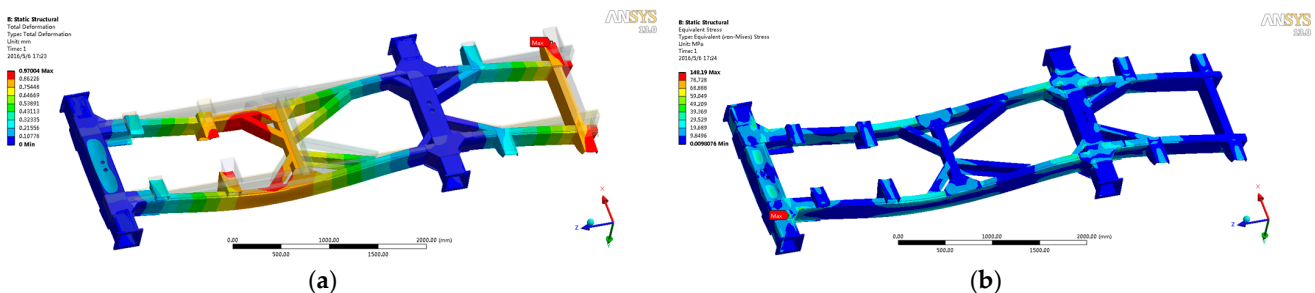 B: Static Structural
Total Deformation
Type: Total Deformation
Unit: mm
Time: 1
2016/5/6 17:23
0.97004 Max
0.86226
0.75448
0.64669
0.53891
0.43113
0.32335
0.21556
0.10778
0 Min
ANSYS
13.0
Max
X
Z
Y
0.00
1000.00
2000.00 (mm)
500.00
1500.00
(a)
B: Static Structural
Equivalent Stress
Type: Equivalent (von-Mises) Stress
Unit: MPa
Time: 1
2016/5/6 17:24
148.19 Max
78.728
68.888
59.049
49.209
39.369
29.529
19.689
9.8496
0.0098076 Min
ANSYS
13.0
Max
X
Z
Y
0.00
1000.00
2000.00 (mm)
500.00
1500.00
(b)